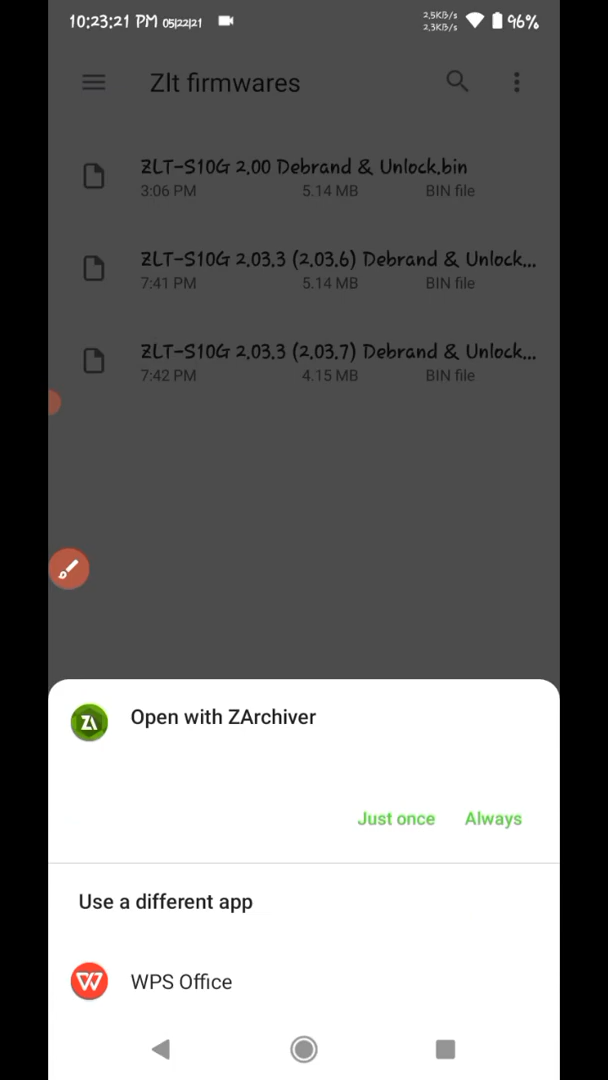 10:23:21 PM 05|22|21 2.5KB/s 2.3KB/s 96%
Zlt firmwares
ZLT-S10G 2.00 Debrand & Unlock.bin
3:06 PM 5.14 MB BIN file
ZLT-S10G 2.03.3 (2.03.6) Debrand & Unlock...
7:41 PM 5.14 MB BIN file
ZLT-S10G 2.03.3 (2.03.7) Debrand & Unlock...
7:42 PM 4.15 MB BIN file
ZA Open with ZArchiver
Just once Always
Use a different app
W WPS Office